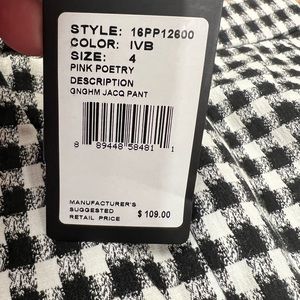 STYLE: 16PP12600
COLOR: IVB
SIZE: 4
PINK POETRY
DESCRIPTION
GNGHM JACQ PANT
8 89448 58481 1
MANUFACTURER'S
SUGGESTED
RETAIL PRICE $ 109.00